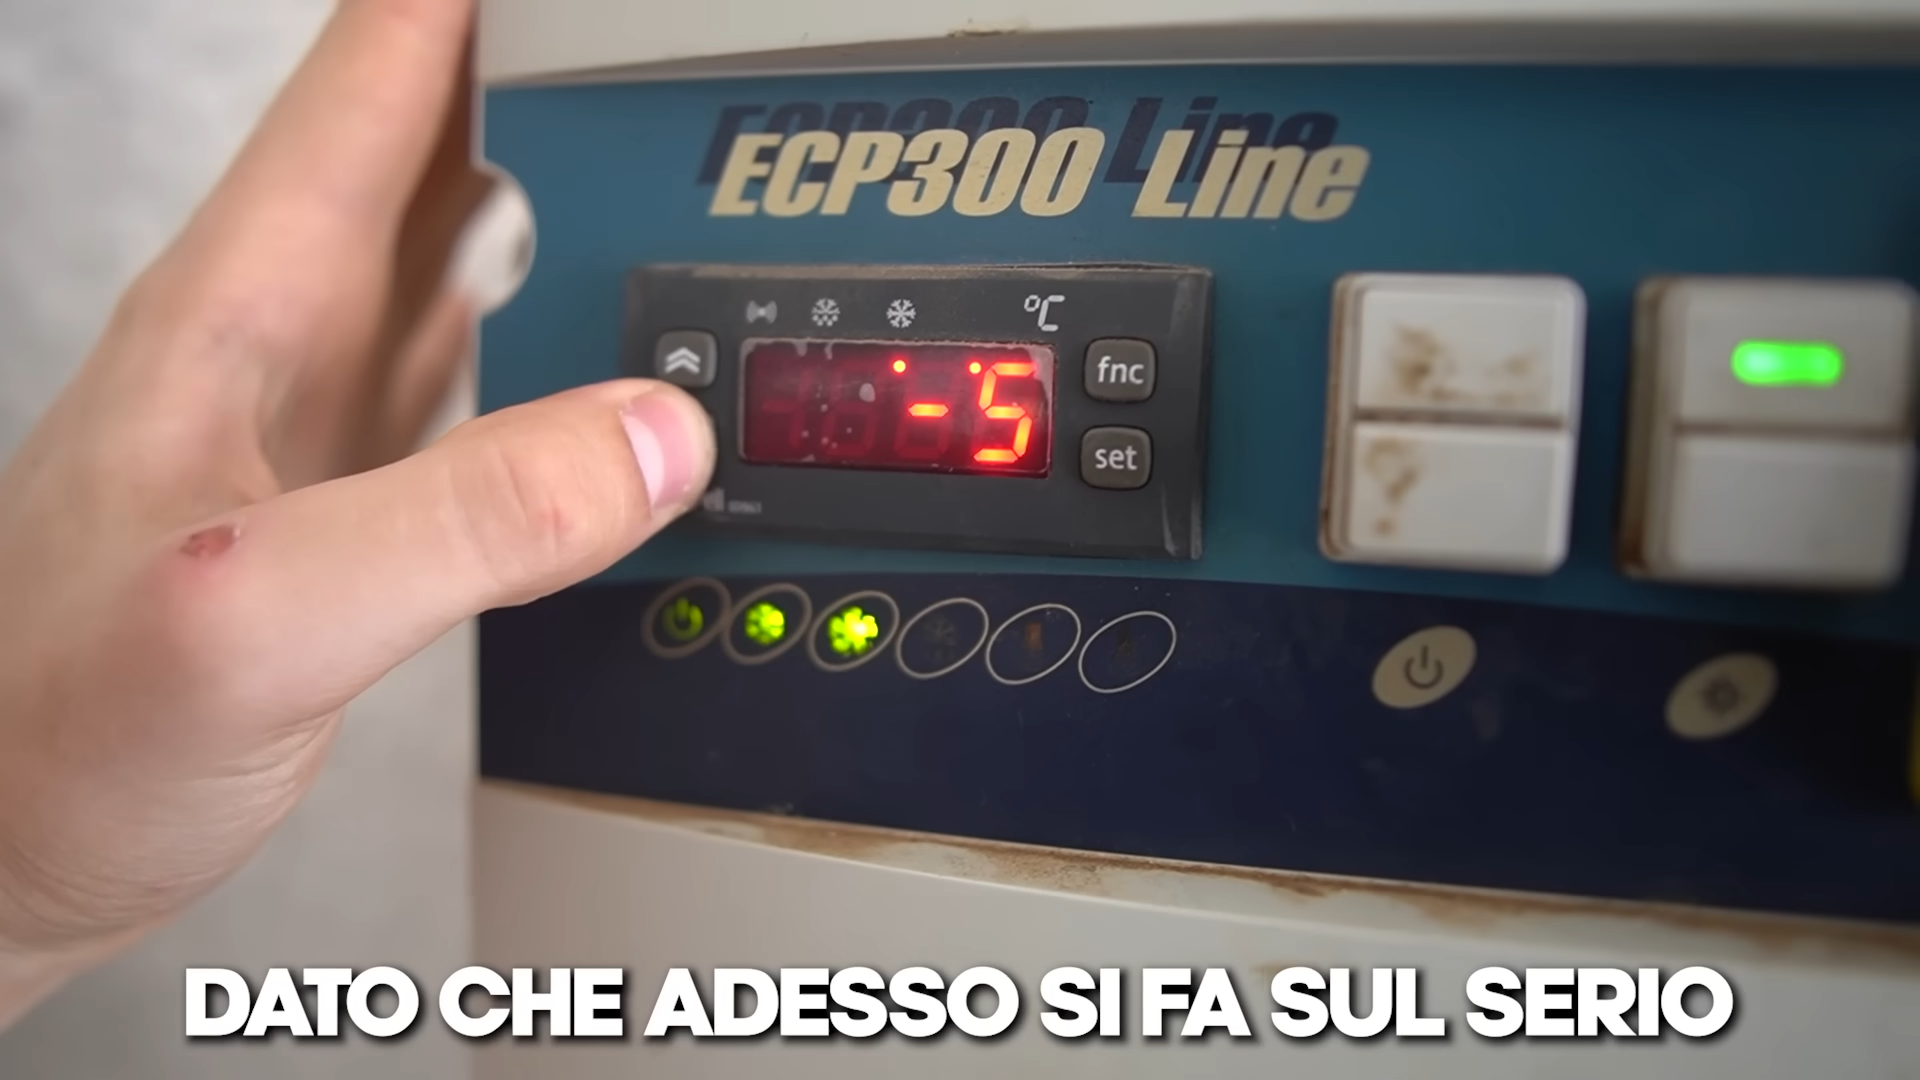 ECP300 Line
°C
-5
fnc
set
DATO CHE ADESSO SI FA SUL SERIO